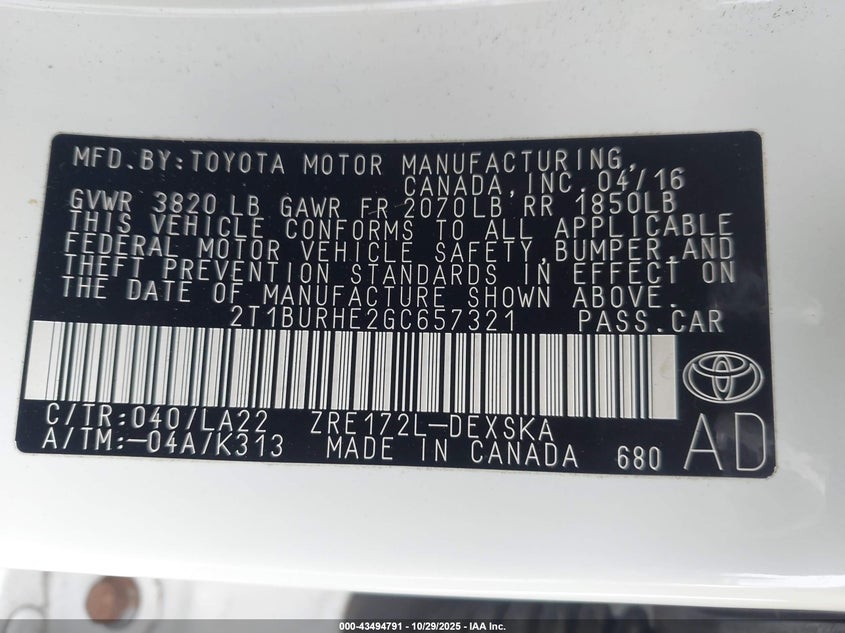 MFD.BY:TOYOTA MOTOR MANUFACTURING,
CANADA,INC. 04/16
GVWR 3820 LB GAWR FR 2070LB RR 1850LB
THIS VEHICLE CONFORMS TO ALL APPLICABLE
FEDERAL MOTOR VEHICLE SAFETY,BUMPER,AND
THEFT PREVENTION STANDARDS IN EFFECT ON
THE DATE OF MANUFACTURE SHOWN ABOVE.
2T1BURHE2GC657321 PASS.CAR
C/TR:040/LA22 ZRE172L-DEXSKA
A/TM:-04A/K313 MADE IN CANADA 680 AD
000-43494791 - 10/29/2025 - IAA Inc.